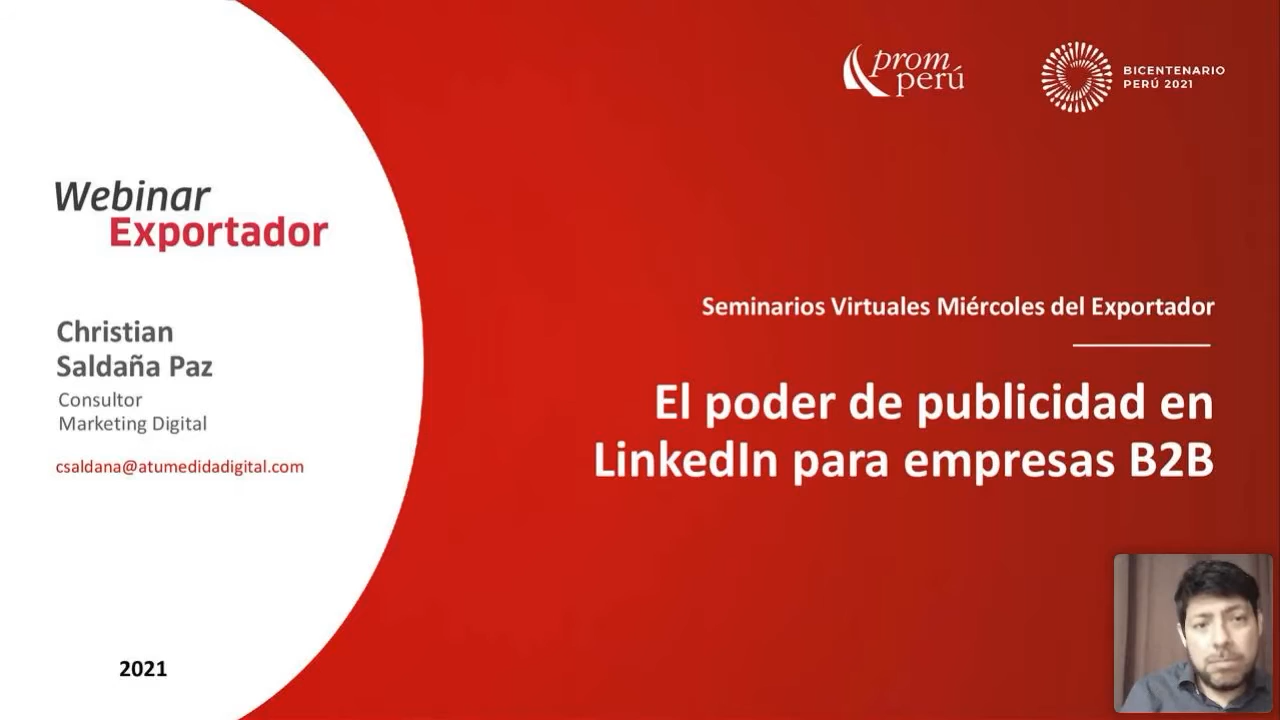 prom
perú
BICENTENARIO
PERÚ 2021
Webinar
Exportador
Christian
Saldaña Paz
Consultor
Marketing Digital
csaldana@atumedidadigital.com
2021
Seminarios Virtuales Miércoles del Exportador
El poder de publicidad en
LinkedIn para empresas B2B